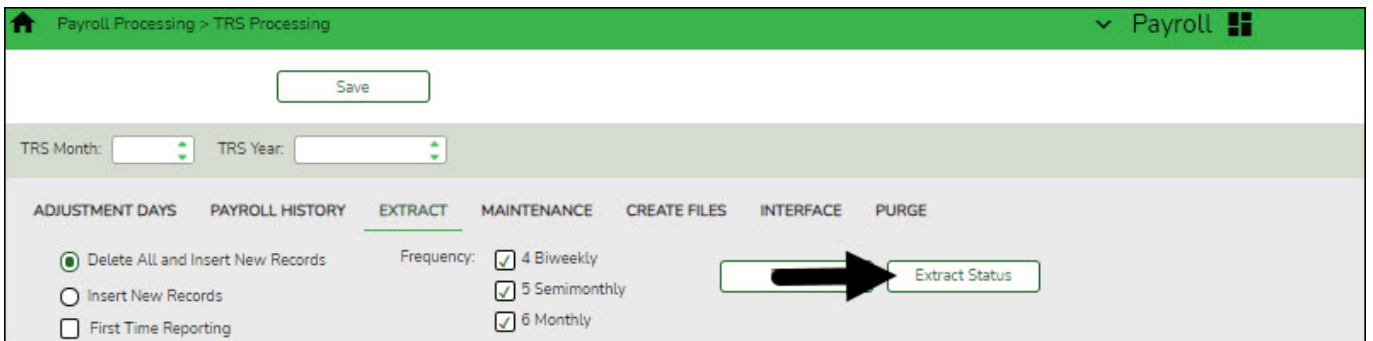 Payroll Processing > TRS Processing
Payroll
Save
TRS Month:
TRS Year:
ADJUSTMENT DAYS PAYROLL HISTORY EXTRACT MAINTENANCE CREATE FILES INTERFACE PURGE
Delete All and Insert New Records
Frequency:
4 Biweekly
Extract Status
Insert New Records
5 Semimonthly
First Time Reporting
6 Monthly